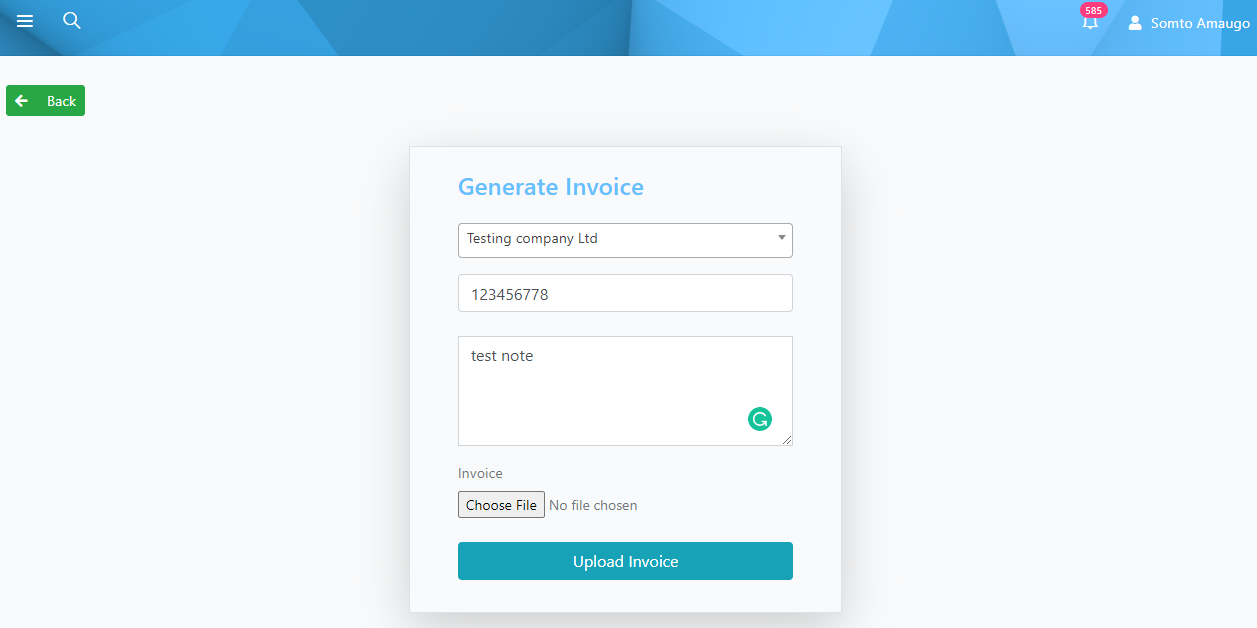 585
Somto Amaugo
Back
Generate Invoice
Testing company Ltd
123456778
test note
Invoice
Choose File No file chosen
Upload Invoice